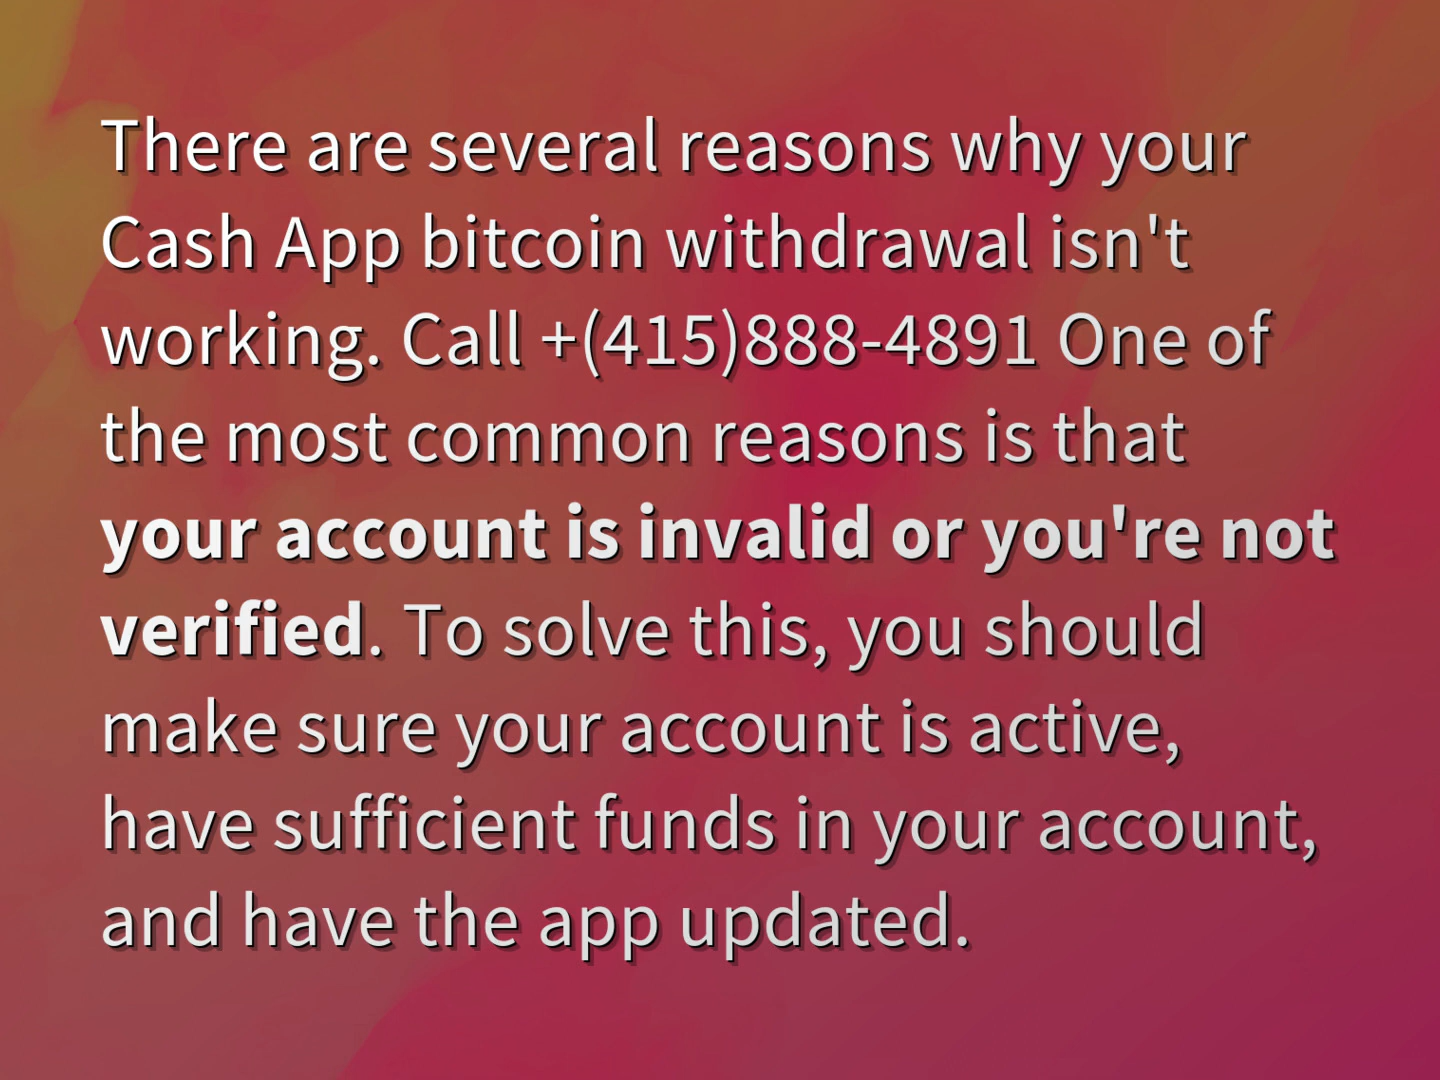 There are several reasons why your
Cash App bitcoin withdrawal isn't
working. Call +(415)888-4891 One of
the most common reasons is that
your account is invalid or you're not
verified. To solve this, you should
make sure your account is active,
have sufficient funds in your account,
and have the app updated.